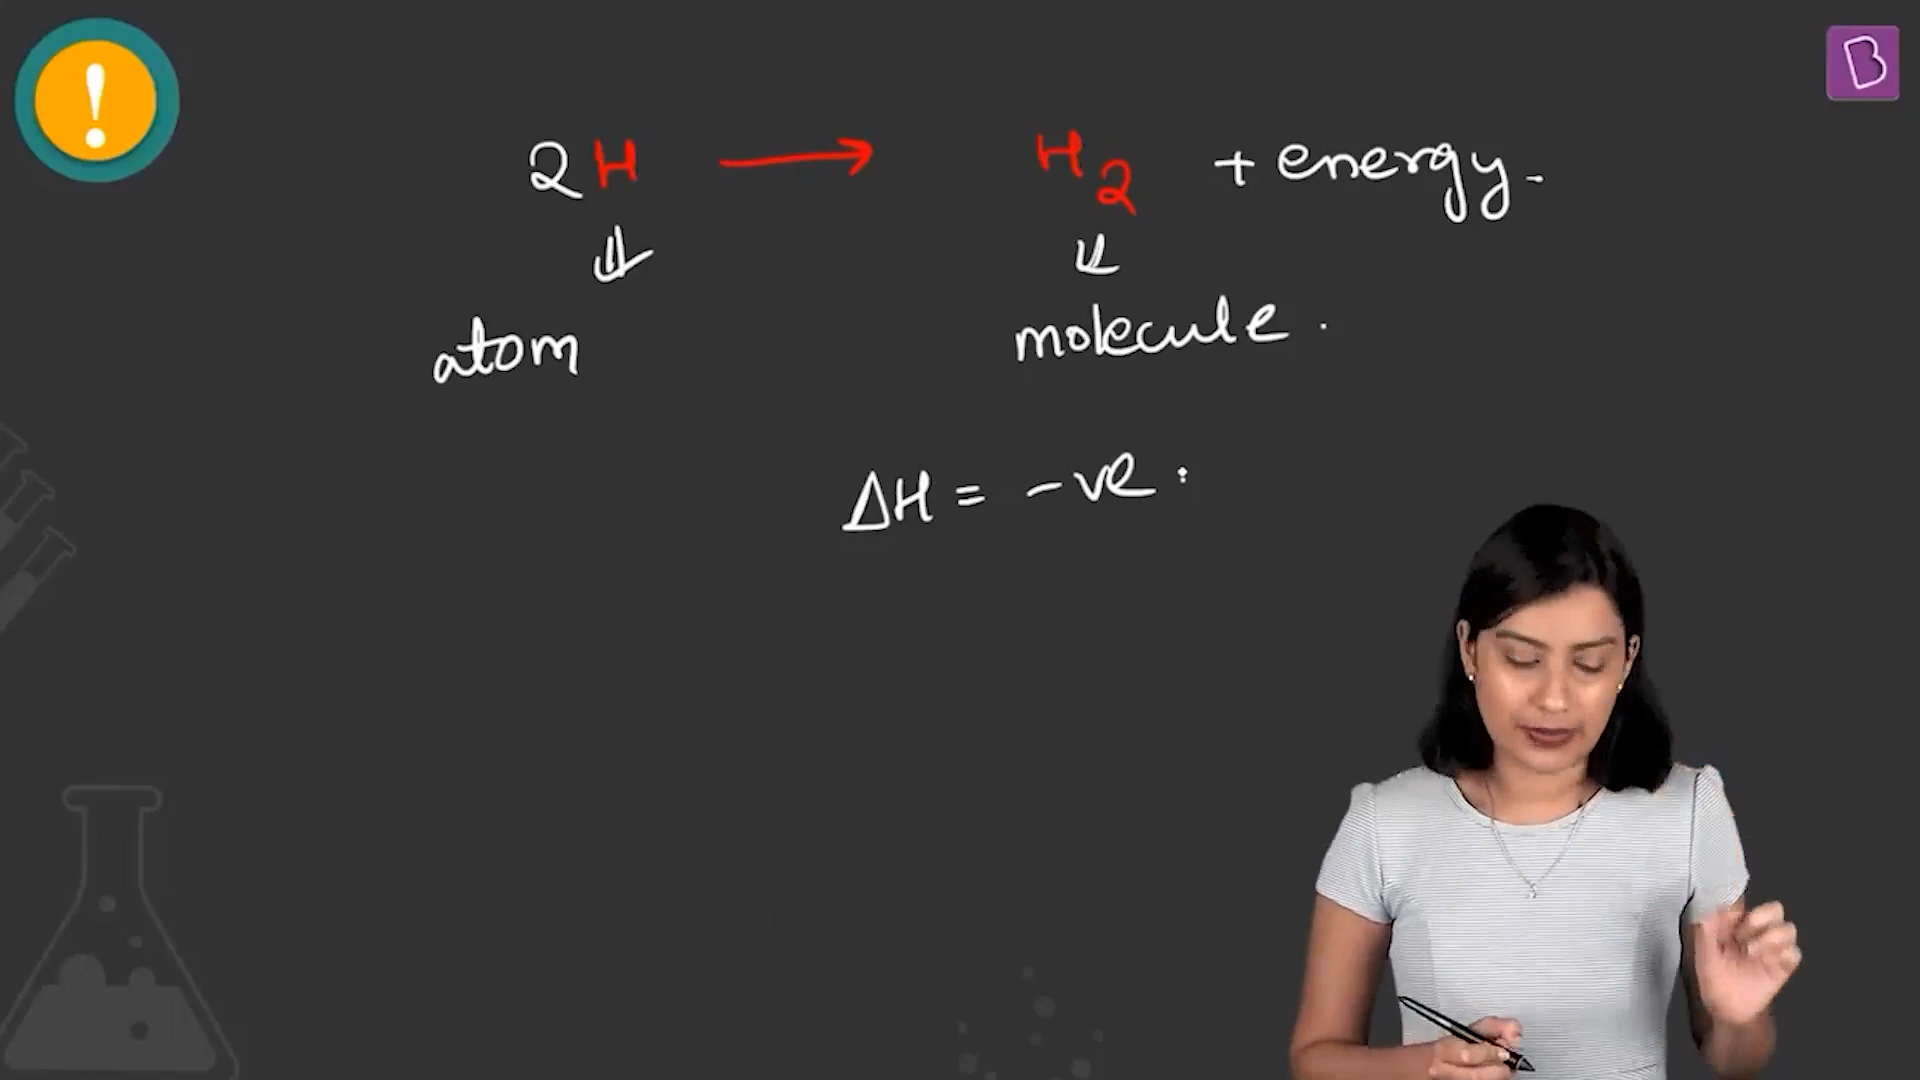 2H → H₂ + energy.
atom molecule.
ΔH = -ve